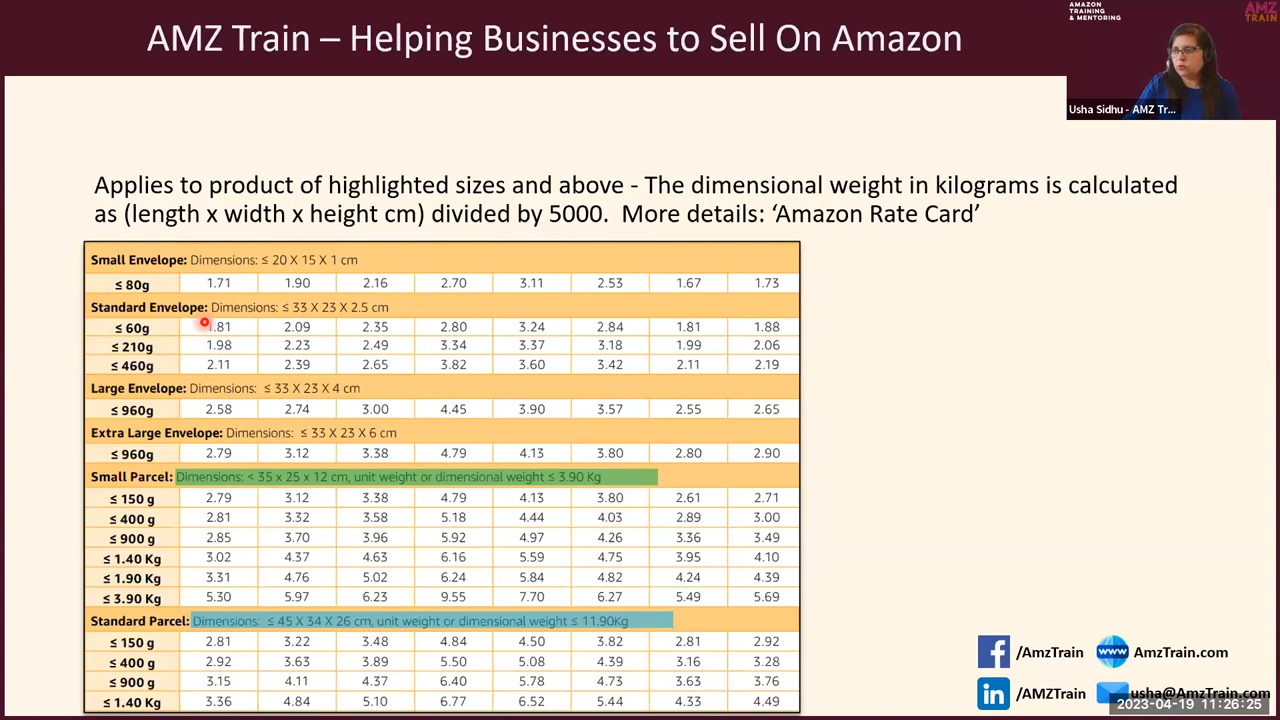 AMZ Train – Helping Businesses to Sell On Amazon
AMAZON
TRAINING
& MENTORING
AMZ
TRAIN
Usha Sidhu - AMZ Tr...
Applies to product of highlighted sizes and above - The dimensional weight in kilograms is calculated
as (length x width x height cm) divided by 5000. More details: ‘Amazon Rate Card’
Small Envelope: Dimensions: ≤ 20 X 15 X 1 cm
≤ 80g 1.71 1.90 2.16 2.70 3.11 2.53 1.67 1.73
Standard Envelope: Dimensions: ≤ 33 X 23 X 2.5 cm
≤ 60g 1.81 2.09 2.35 2.80 3.24 2.84 1.81 1.88
≤ 210g 1.98 2.23 2.49 3.34 3.37 3.18 1.99 2.06
≤ 460g 2.11 2.39 2.65 3.82 3.60 3.42 2.11 2.19
Large Envelope: Dimensions: ≤ 33 X 23 X 4 cm
≤ 960g 2.58 2.74 3.00 4.45 3.90 3.57 2.55 2.65
Extra Large Envelope: Dimensions: ≤ 33 X 23 X 6 cm
≤ 960g 2.79 3.12 3.38 4.79 4.13 3.80 2.80 2.90
Small Parcel: Dimensions: < 35 x 25 x 12 cm, unit weight or dimensional weight ≤ 3.90 Kg
≤ 150 g 2.79 3.12 3.38 4.79 4.13 3.80 2.61 2.71
≤ 400 g 2.81 3.32 3.58 5.18 4.44 4.03 2.89 3.00
≤ 900 g 2.85 3.70 3.96 5.92 4.97 4.26 3.36 3.49
≤ 1.40 Kg 3.02 4.37 4.63 6.16 5.59 4.75 3.95 4.10
≤ 1.90 Kg 3.31 4.76 5.02 6.24 5.84 4.82 4.24 4.39
≤ 3.90 Kg 5.30 5.97 6.23 9.55 7.70 6.27 5.49 5.69
Standard Parcel: Dimensions: ≤ 45 X 34 X 26 cm, unit weight or dimensional weight ≤ 11.90Kg
≤ 150 g 2.81 3.22 3.48 4.84 4.50 3.82 2.81 2.92
≤ 400 g 2.92 3.63 3.89 5.50 5.08 4.39 3.16 3.28
≤ 900 g 3.15 4.11 4.37 6.40 5.78 4.73 3.63 3.76
≤ 1.40 Kg 3.36 4.84 5.10 6.77 6.52 5.44 4.33 4.49
/AmzTrain
www
AmzTrain.com
/AMZTrain
usha@AmzTrain.com
2023-04-19 11:26:25